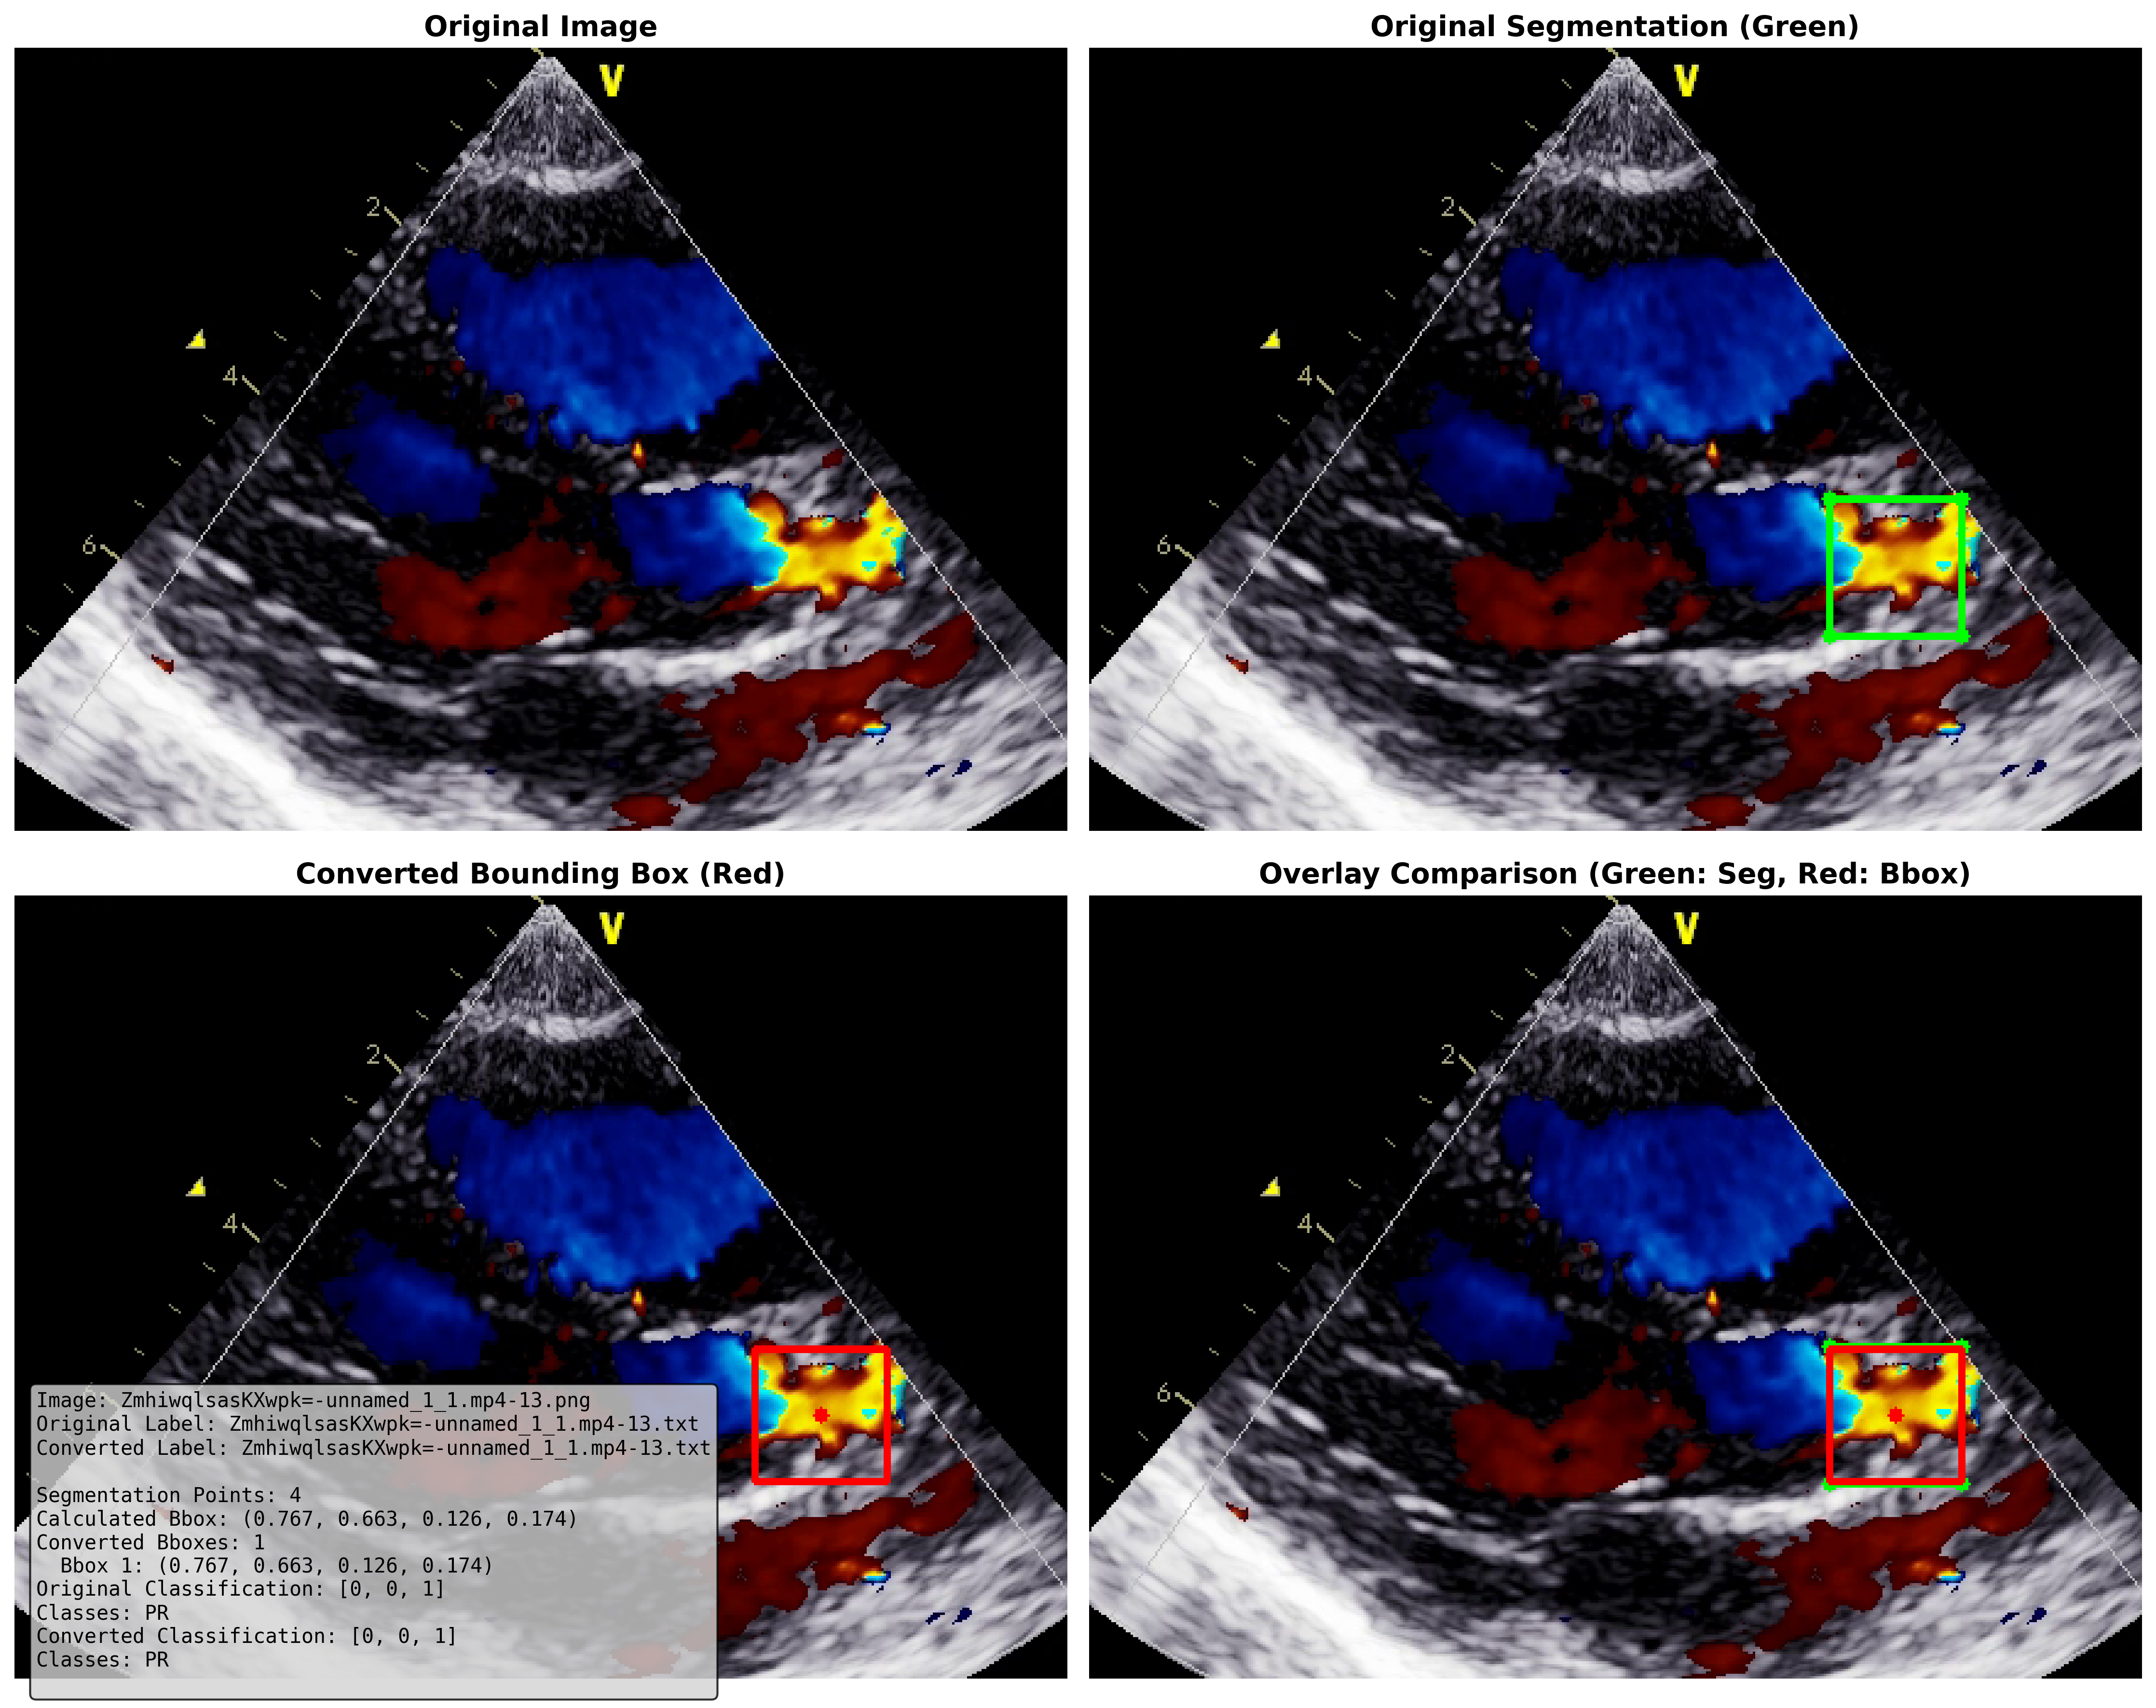 Original Image
Original Segmentation (Green)
V
2
4
6
V
2
4
6
Converted Bounding Box (Red)
Overlay Comparison (Green: Seg, Red: Bbox)
V
2
4
Image: ZmhiwqlsasKXwpk=-unnamed_1_1.mp4-13.png
Original Label: ZmhiwqlsasKXwpk=-unnamed_1_1.mp4-13.txt
Converted Label: ZmhiwqlsasKXwpk=-unnamed_1_1.mp4-13.txt
Segmentation Points: 4
Calculated Bbox: (0.767, 0.663, 0.126, 0.174)
Converted Bboxes: 1
Bbox 1: (0.767, 0.663, 0.126, 0.174)
Original Classification: [0, 0, 1]
Classes: PR
Converted Classification: [0, 0, 1]
Classes: PR
V
2
4
6